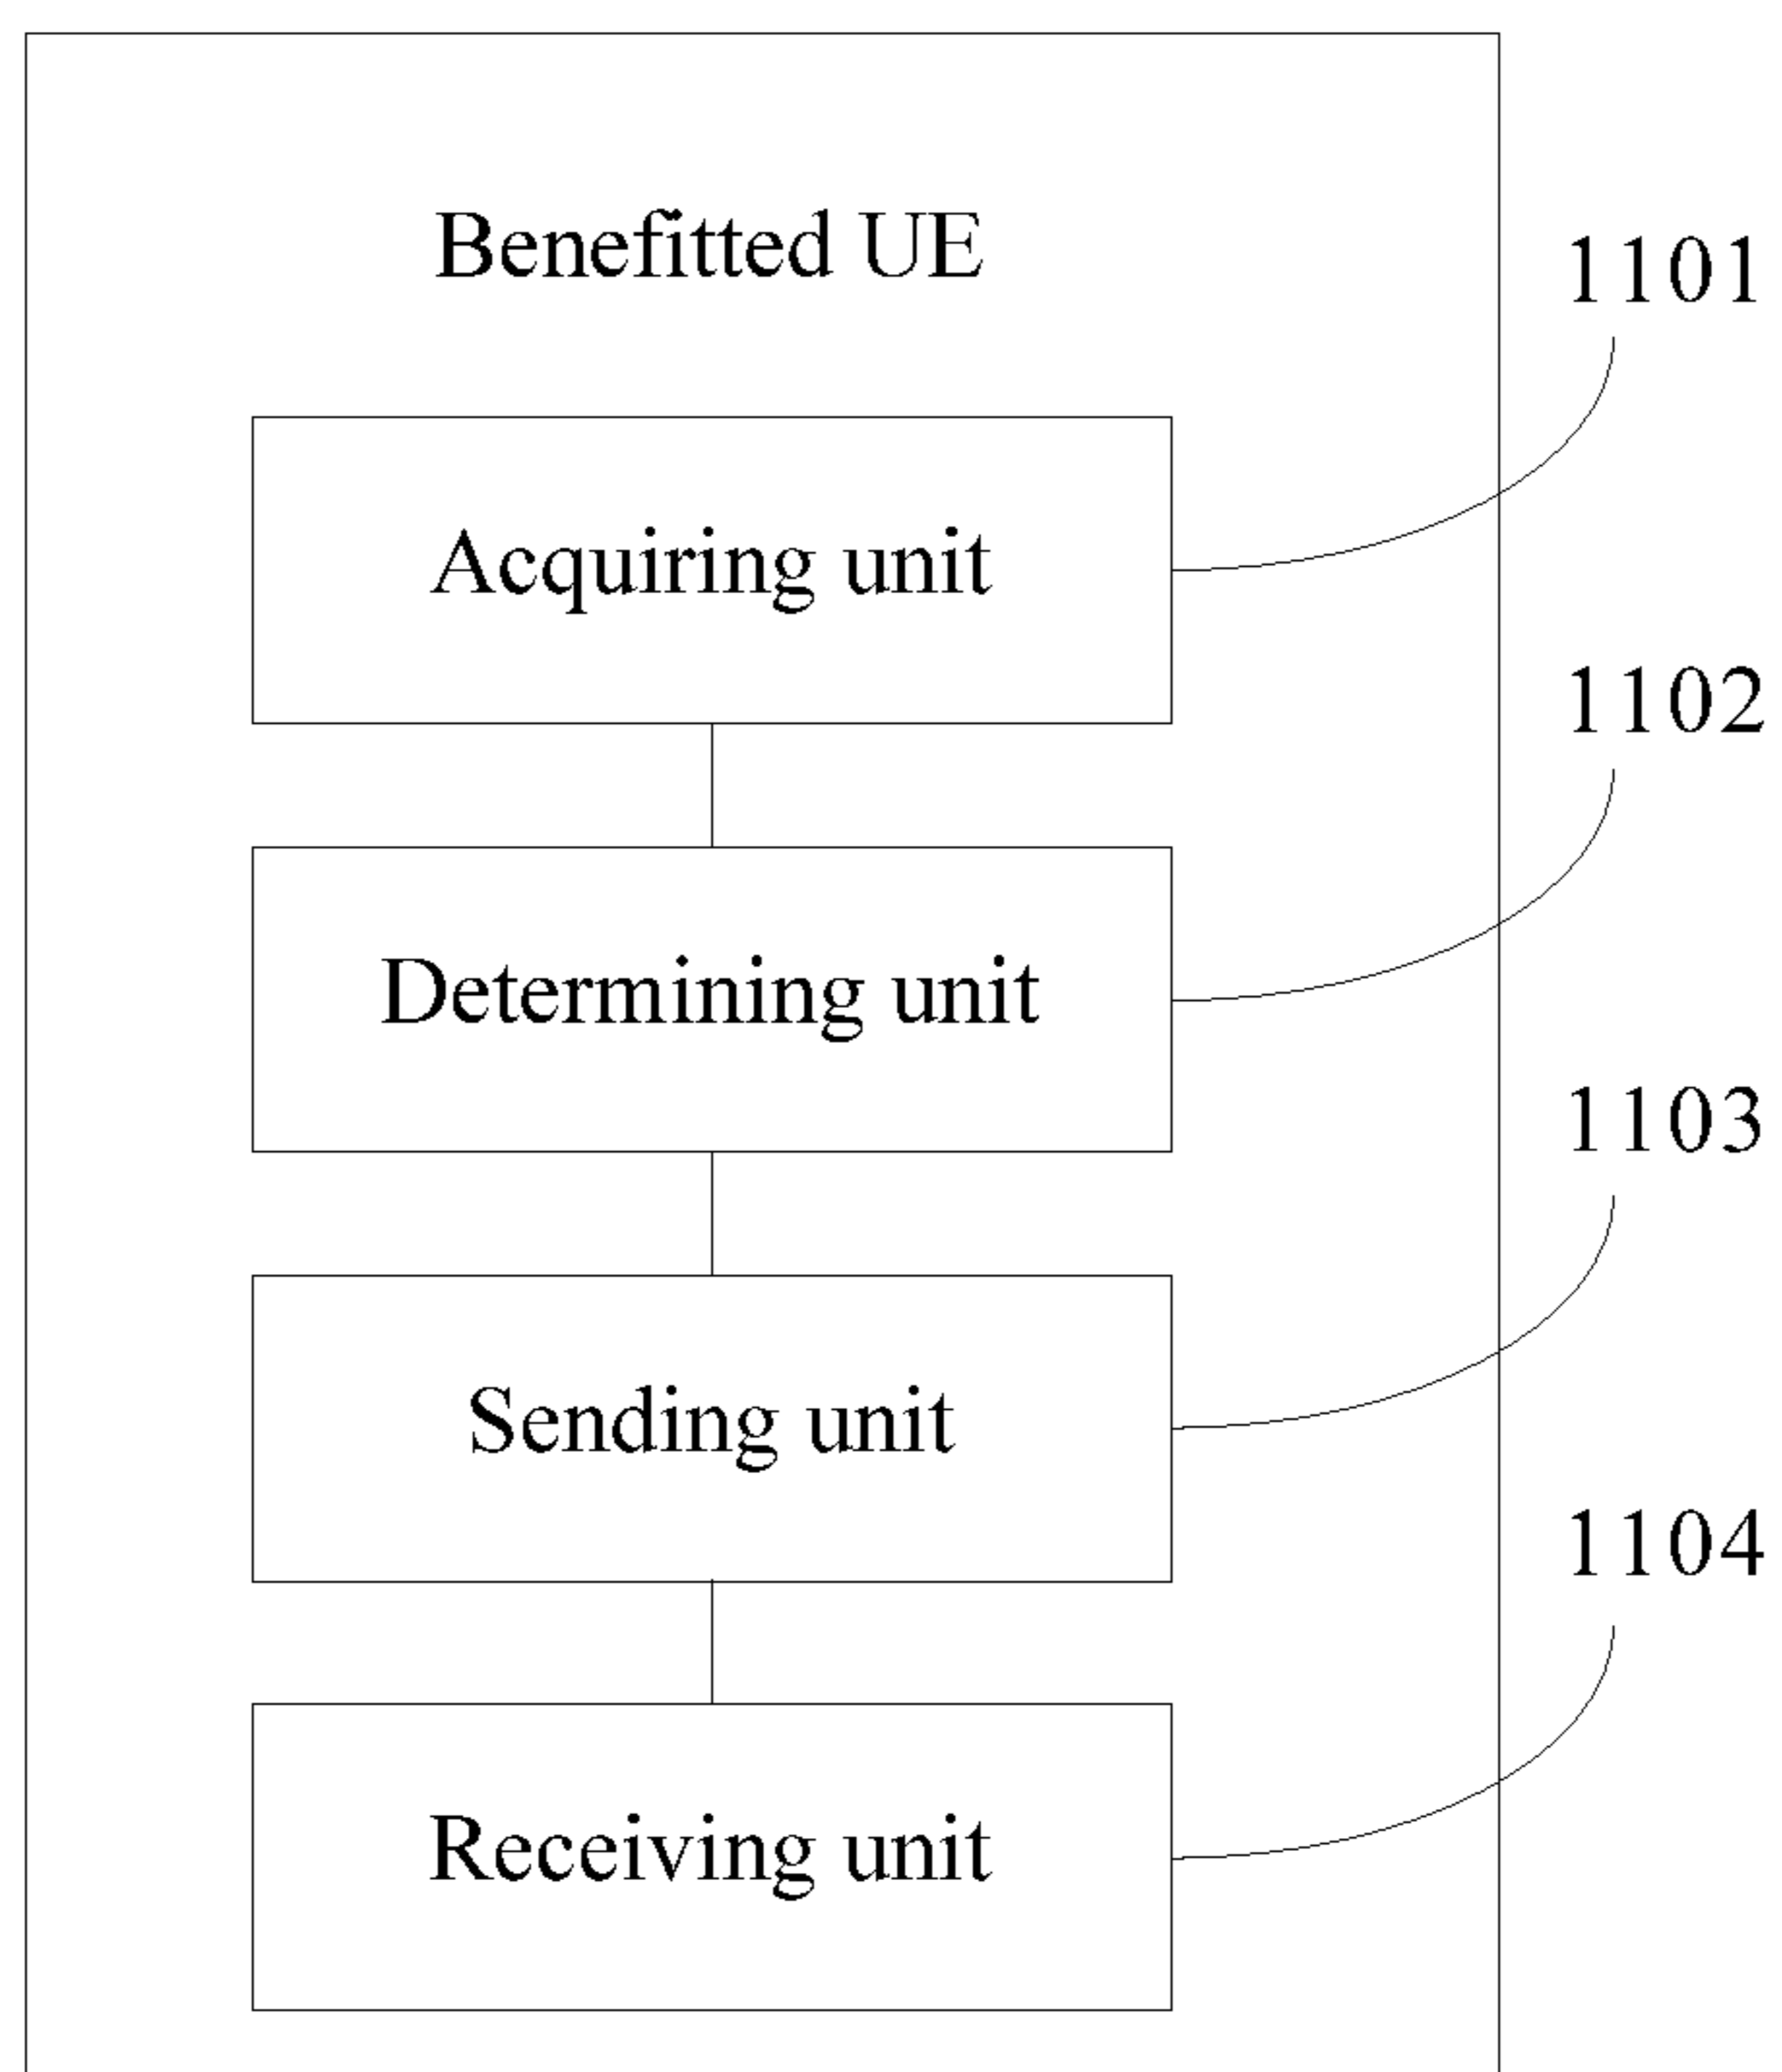 Benefitted UE
1101
Acquiring unit
1102
Determining unit
1103
Sending unit
1104
Receiving unit